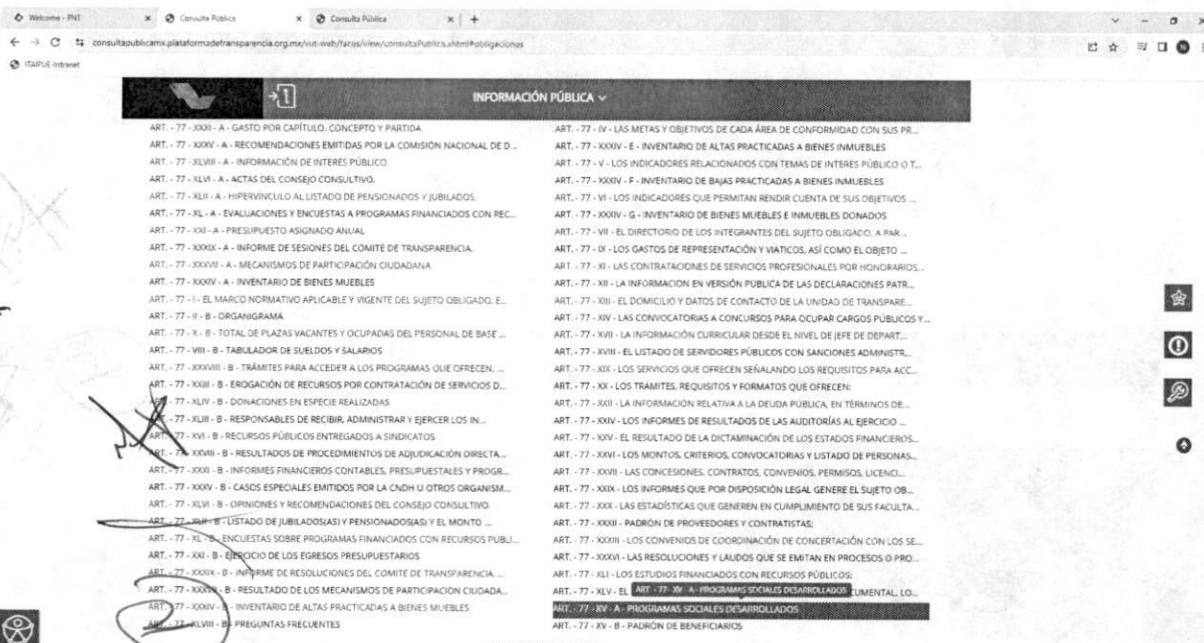 Welcome - PNT
Consulta Pública
Consulta Pública
consultapublicamx.plataformadetransparencia.org.mx/vut-web/faces/view/consultaPublica.xhtml#obligaciones
ITAIPUE-Intranet
INFORMACIÓN PÚBLICA
ART. - 77 - XXXI - A - GASTO POR CAPÍTULO, CONCEPTO Y PARTIDA
ART. - 77 - XXXV - A - RECOMENDACIONES EMITIDAS POR LA COMISIÓN NACIONAL DE D...
ART. - 77 - XLVIII - A - INFORMACIÓN DE INTERÉS PÚBLICO
ART. - 77 - XLVI - A - ACTAS DEL CONSEJO CONSULTIVO.
ART. - 77 - XLII - A - HIPERVINCULO AL LISTADO DE PENSIONADOS Y JUBILADOS.
ART. - 77 - XL - A - EVALUACIONES Y ENCUESTAS A PROGRAMAS FINANCIADOS CON REC...
ART. - 77 - XXI - A - PRESUPUESTO ASIGNADO ANUAL
ART. - 77 - XXXIX - A - INFORME DE SESIONES DEL COMITÉ DE TRANSPARENCIA.
ART. - 77 - XXXVII - A - MECANISMOS DE PARTICIPACIÓN CIUDADANA
ART. - 77 - XXXIV - A - INVENTARIO DE BIENES MUEBLES
ART. - 77 - I - EL MARCO NORMATIVO APLICABLE Y VIGENTE DEL SUJETO OBLIGADO, E...
ART. - 77 - II - B - ORGANIGRAMA
ART. - 77 - X - B - TOTAL DE PLAZAS VACANTES Y OCUPADAS DEL PERSONAL DE BASE ...
ART. - 77 - VIII - B - TABULADOR DE SUELDOS Y SALARIOS
ART. - 77 - XXXVIII - B - TRÁMITES PARA ACCEDER A LOS PROGRAMAS QUE OFRECEN. ...
ART. - 77 - XXIII - B - EROGACIÓN DE RECURSOS POR CONTRATACIÓN DE SERVICIOS D...
ART. - 77 - XLIV - B - DONACIONES EN ESPECIE REALIZADAS
ART. - 77 - XLIII - B - RESPONSABLES DE RECIBIR, ADMINISTRAR Y EJERCER LOS IN...
ART. - 77 - XVI - B - RECURSOS PÚBLICOS ENTREGADOS A SINDICATOS
ART. - 77 - XXVIII - B - RESULTADOS DE PROCEDIMIENTOS DE ADJUDICACIÓN DIRECTA...
ART. - 77 - XXXI - B - INFORMES FINANCIEROS CONTABLES, PRESUPUESTALES Y PROGR...
ART. - 77 - XXXV - B - CASOS ESPECIALES EMITIDOS POR LA CNDH U OTROS ORGANISM...
ART. - 77 - XLVI - B - OPINIONES Y RECOMENDACIONES DEL CONSEJO CONSULTIVO.
ART. - 77 - XLII - B - LISTADO DE JUBILADOS(AS) Y PENSIONADOS(AS) Y EL MONTO ...
ART. - 77 - XL - B - ENCUESTAS SOBRE PROGRAMAS FINANCIADOS CON RECURSOS PÚBLI...
ART. - 77 - XXI - B - EJERCICIO DE LOS EGRESOS PRESUPUESTARIOS
ART. - 77 - XXXIX - B - INFORME DE RESOLUCIONES DEL COMITÉ DE TRANSPARENCIA. ...
ART. - 77 - XXXVII - B - RESULTADO DE LOS MECANISMOS DE PARTICIPACIÓN CIUDADA...
ART. - 77 - XXXIV - B - INVENTARIO DE ALTAS PRACTICADAS A BIENES MUEBLES
XLVIII - B - PREGUNTAS FRECUENTES
ART. - 77 - IV - LAS METAS Y OBJETIVOS DE CADA ÁREA DE CONFORMIDAD CON SUS PR...
ART. - 77 - XXXIV - E - INVENTARIO DE ALTAS PRACTICADAS A BIENES INMUEBLES
ART. - 77 - V - LOS INDICADORES RELACIONADOS CON TEMAS DE INTERÉS PÚBLICO O T...
ART. - 77 - XXXIV - F - INVENTARIO DE BAJAS PRACTICADAS A BIENES INMUEBLES
ART. - 77 - VI - LOS INDICADORES QUE PERMITAN RENDIR CUENTA DE SUS OBJETIVOS ...
ART. - 77 - XXXIV - G - INVENTARIO DE BIENES MUEBLES E INMUEBLES DONADOS
ART. - 77 - VII - EL DIRECTORIO DE LOS INTEGRANTES DEL SUJETO OBLIGADO, A PAR...
ART. - 77 - IX - LOS GASTOS DE REPRESENTACIÓN Y VIATICOS, ASÍ COMO EL OBJETO ...
ART. - 77 - XI - LAS CONTRATACIONES DE SERVICIOS PROFESIONALES POR HONORARIOS...
ART. - 77 - XII - LA INFORMACION EN VERSIÓN PÚBLICA DE LAS DECLARACIONES PATR...
ART. - 77 - XIII - EL DOMICILIO Y DATOS DE CONTACTO DE LA UNIDAD DE TRANSPARE...
ART. - 77 - XIV - LAS CONVOCATORIAS A CONCURSOS PARA OCUPAR CARGOS PÚBLICOS Y...
ART. - 77 - XVII - LA INFORMACIÓN CURRICULAR DESDE EL NIVEL DE JEFE DE DEPART...
ART. - 77 - XVIII - EL LISTADO DE SERVIDORES PÚBLICOS CON SANCIONES ADMINISTR...
ART. - 77 - XIX - LOS SERVICIOS QUE OFRECEN SEÑALANDO LOS REQUISITOS PARA ACC...
ART. - 77 - XX - LOS TRAMITES, REQUISITOS Y FORMATOS QUE OFRECEN:
ART. - 77 - XXII - LA INFORMACIÓN RELATIVA A LA DEUDA PÚBLICA, EN TÉRMINOS DE...
ART. - 77 - XXIV - LOS INFORMES DE RESULTADOS DE LAS AUDITORÍAS AL EJERCICIO ...
ART. - 77 - XXV - EL RESULTADO DE LA DICTAMINACIÓN DE LOS ESTADOS FINANCIEROS...
ART. - 77 - XXVI - LOS MONTOS, CRITERIOS, CONVOCATORIAS Y LISTADO DE PERSONAS...
ART. - 77 - XXVII - LAS CONCESIONES, CONTRATOS, CONVENIOS, PERMISOS, LICENCI...
ART. - 77 - XXIX - LOS INFORMES QUE POR DISPOSICIÓN LEGAL GENERE EL SUJETO OB...
ART. - 77 - XXX - LAS ESTADÍSTICAS QUE GENEREN EN CUMPLIMIENTO DE SUS FACULTA...
ART. - 77 - XXXII - PADRÓN DE PROVEEDORES Y CONTRATISTAS;
ART. - 77 - XXXIII - LOS CONVENIOS DE COORDINACIÓN DE CONCERTACIÓN CON LOS SE...
ART. - 77 - XXXVI - LAS RESOLUCIONES Y LAUDOS QUE SE EMITAN EN PROCESOS O PRO...
ART. - 77 - XLI - LOS ESTUDIOS FINANCIADOS CON RECURSOS PÚBLICOS;
ART. - 77 - XLV - EL ART. - 77 - XV - A - PROGRAMAS SOCIALES DESARROLLADOS CUMENTAL, LO...
ART. - 77 - XV - A - PROGRAMAS SOCIALES DESARROLLADOS
ART. - 77 - XV - B - PADRÓN DE BENEFICIARIOS